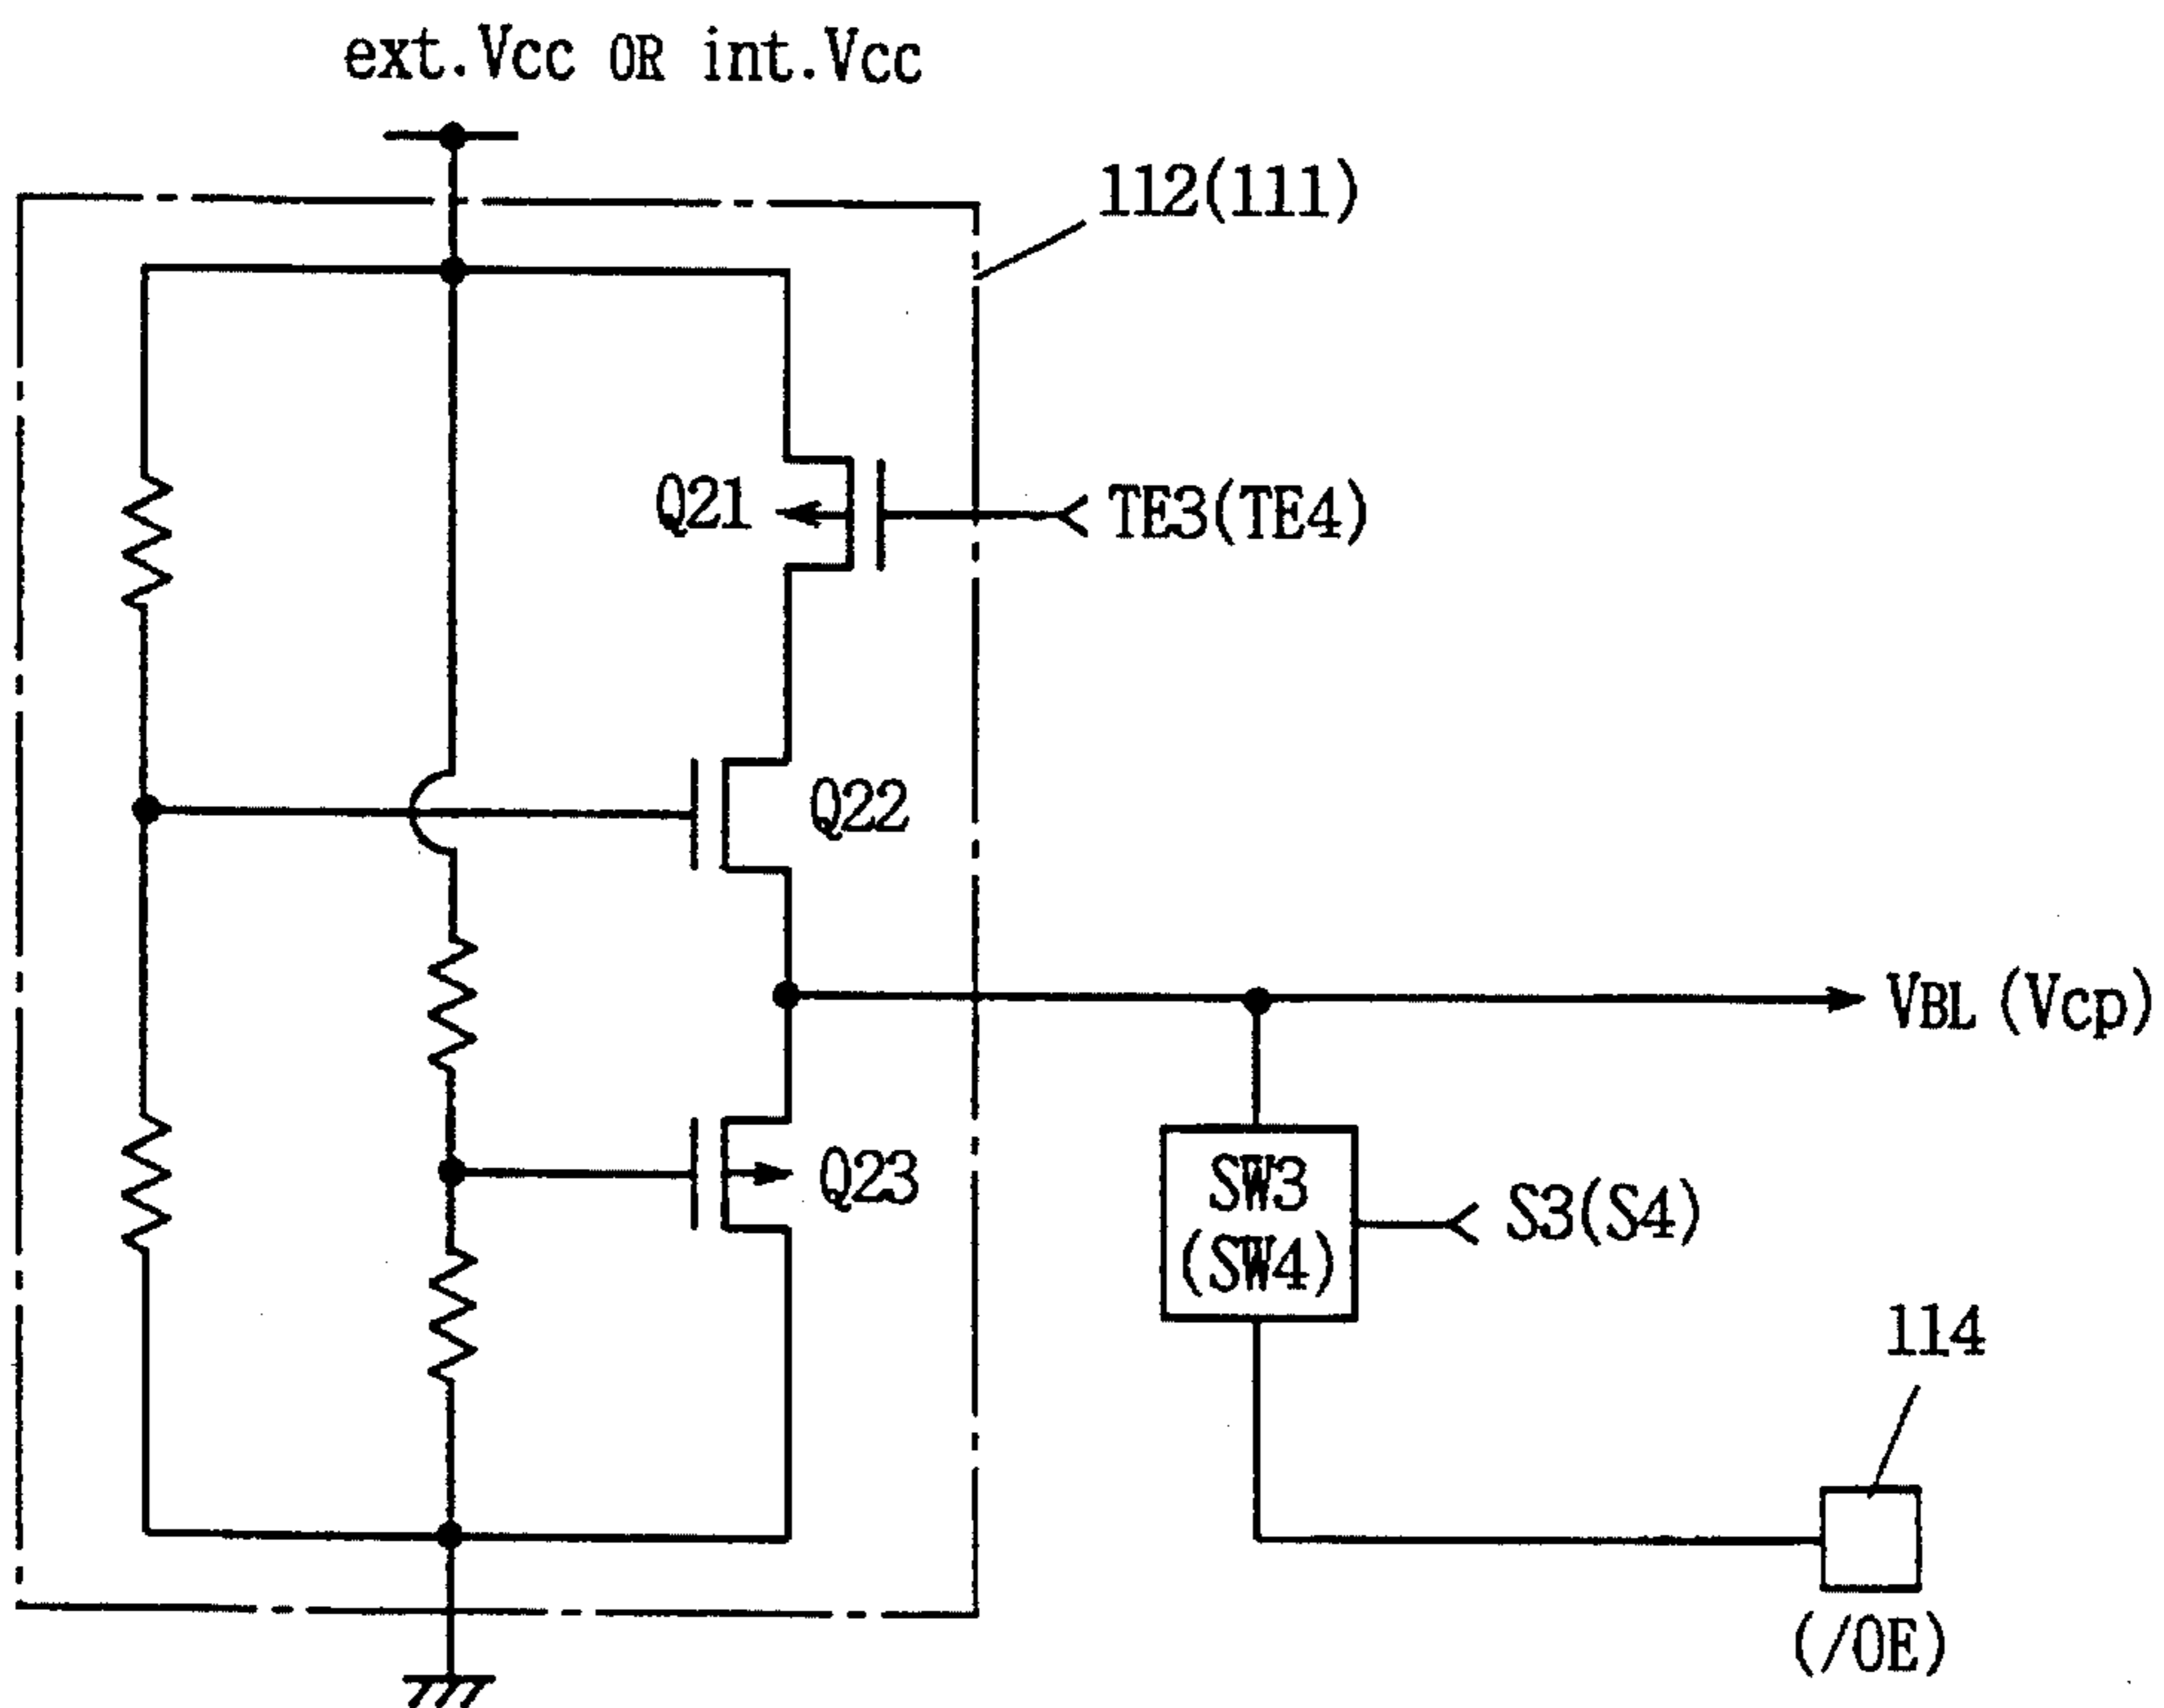 ext.Vcc OR int.Vcc
112(111)
Q21
TE3(TE4)
Q22
VBL (Vcp)
Q23
SW3
(SW4)
S3(S4)
114
(/OE)